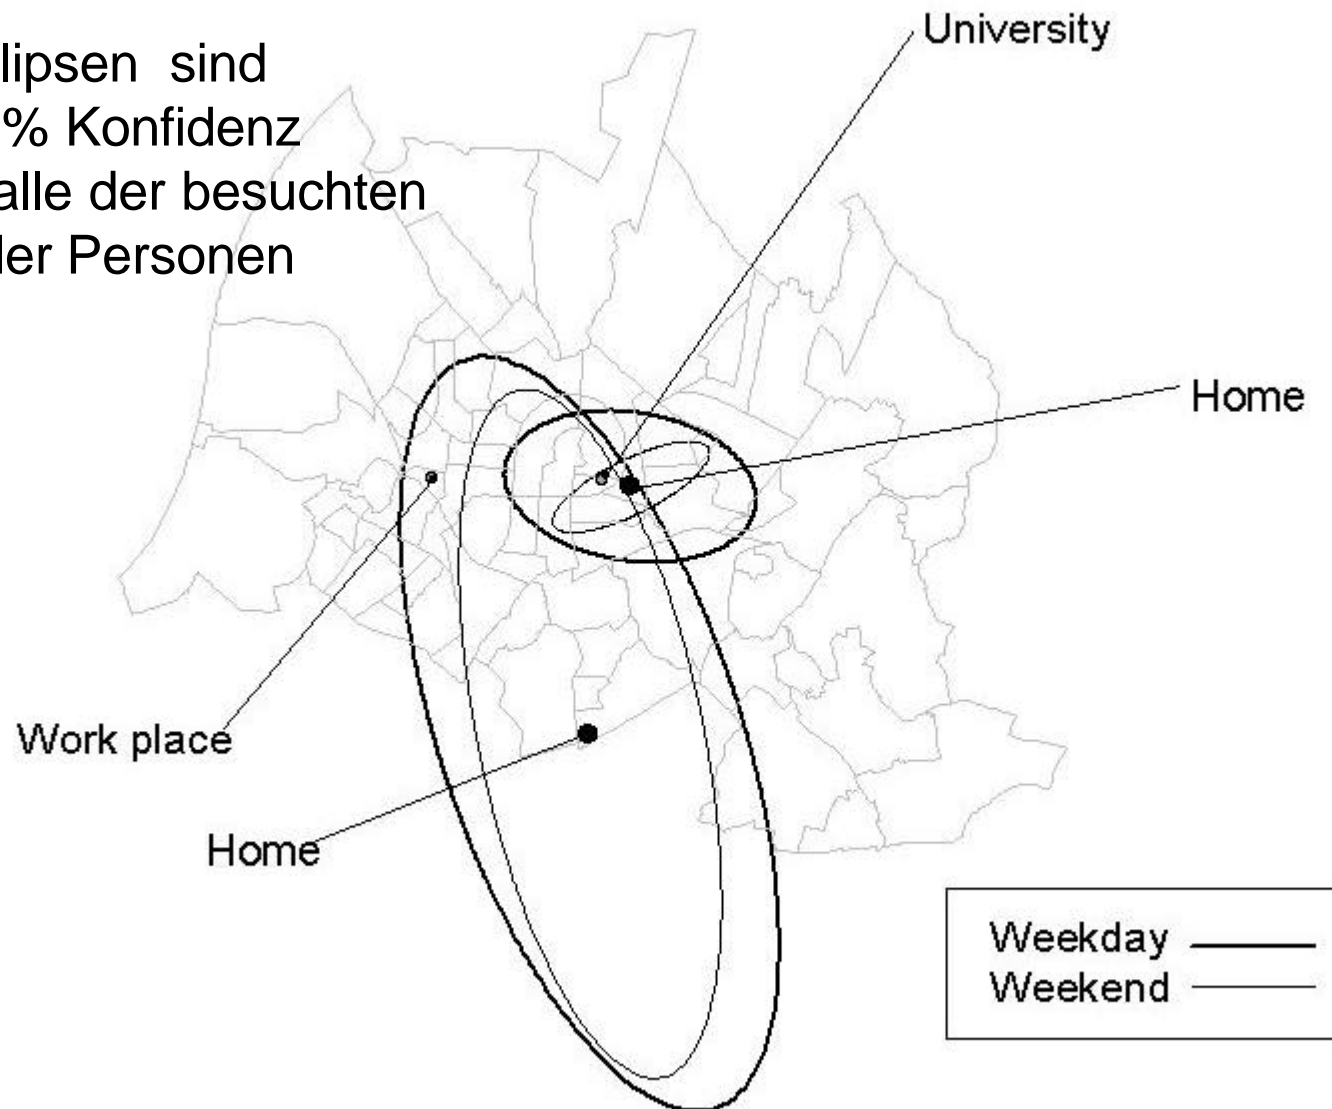 lipsen sind
% Konfidenz
alle der besuchten
ler Personen
University
Home
Work place
Home
Weekday
Weekend